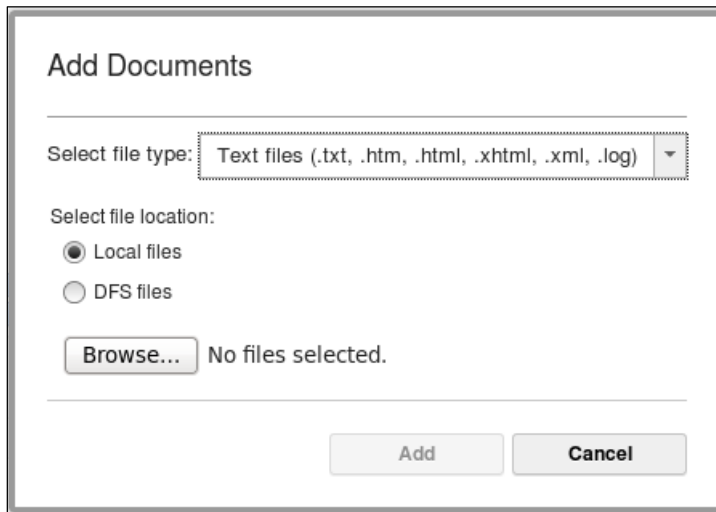 Add Documents
Select file type: Text files (.txt, .htm, .html, .xhtml, .xml, .log)
Select file location:
Local files
DFS files
Browse... No files selected.
Add Cancel